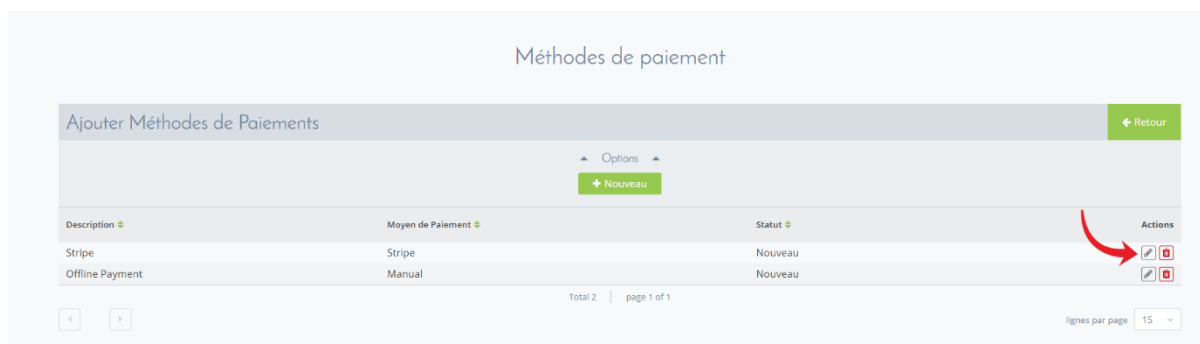 Méthodes de paiement
Ajouter Méthodes de Paiements
Retour
Options
+ Nouveau
Description Moyen de Paiement Statut Actions
Stripe Stripe Nouveau
Offline Payment Manual Nouveau
Total 2 | page 1 of 1
lignes par page 15